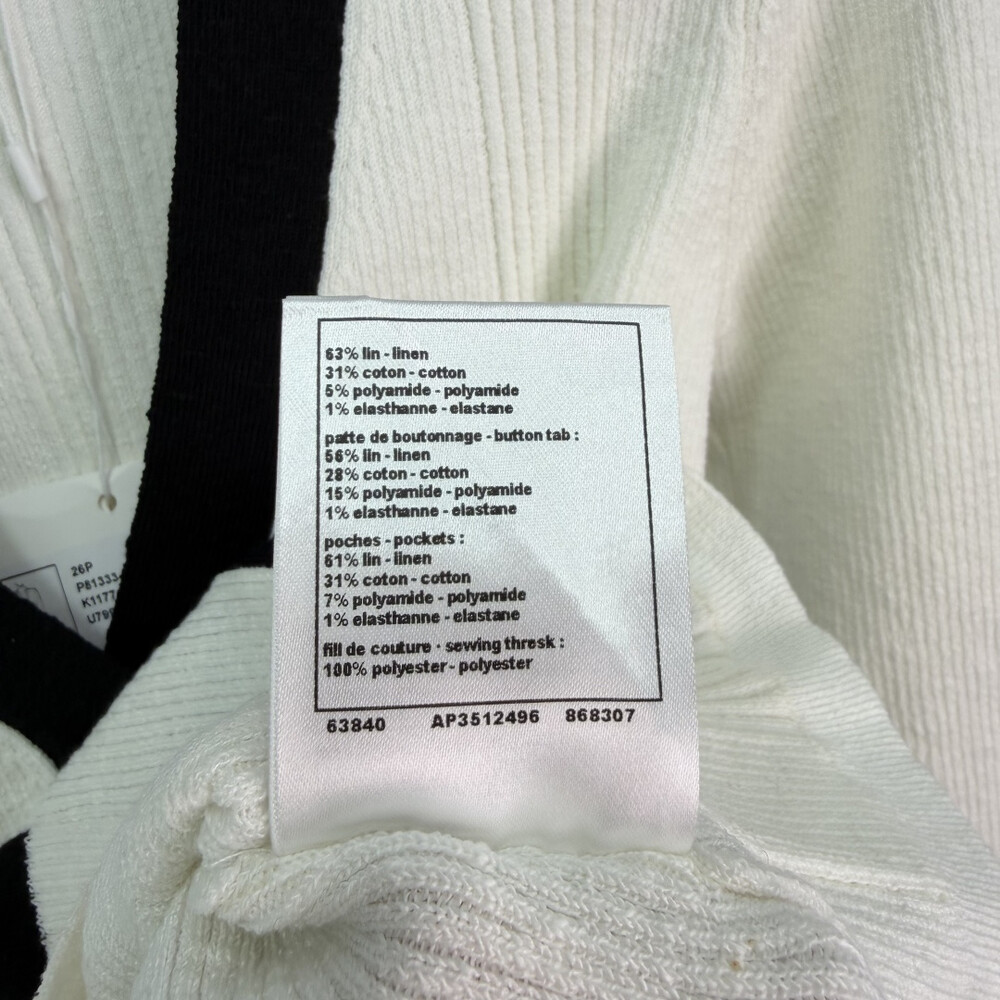 63% lin - linen
31% coton - cotton
5% polyamide - polyamide
1% elasthanne - elastane
patte de boutonnage - button tab :
56% lin - linen
28% coton - cotton
15% polyamide - polyamide
1% elasthanne - elastane
poches - pockets :
61% lin - linen
31% coton - cotton
7% polyamide - polyamide
1% elasthanne - elastane
fill de couture - sewing thresk :
100% polyester - polyester
63840 AP3512496 868307
26P